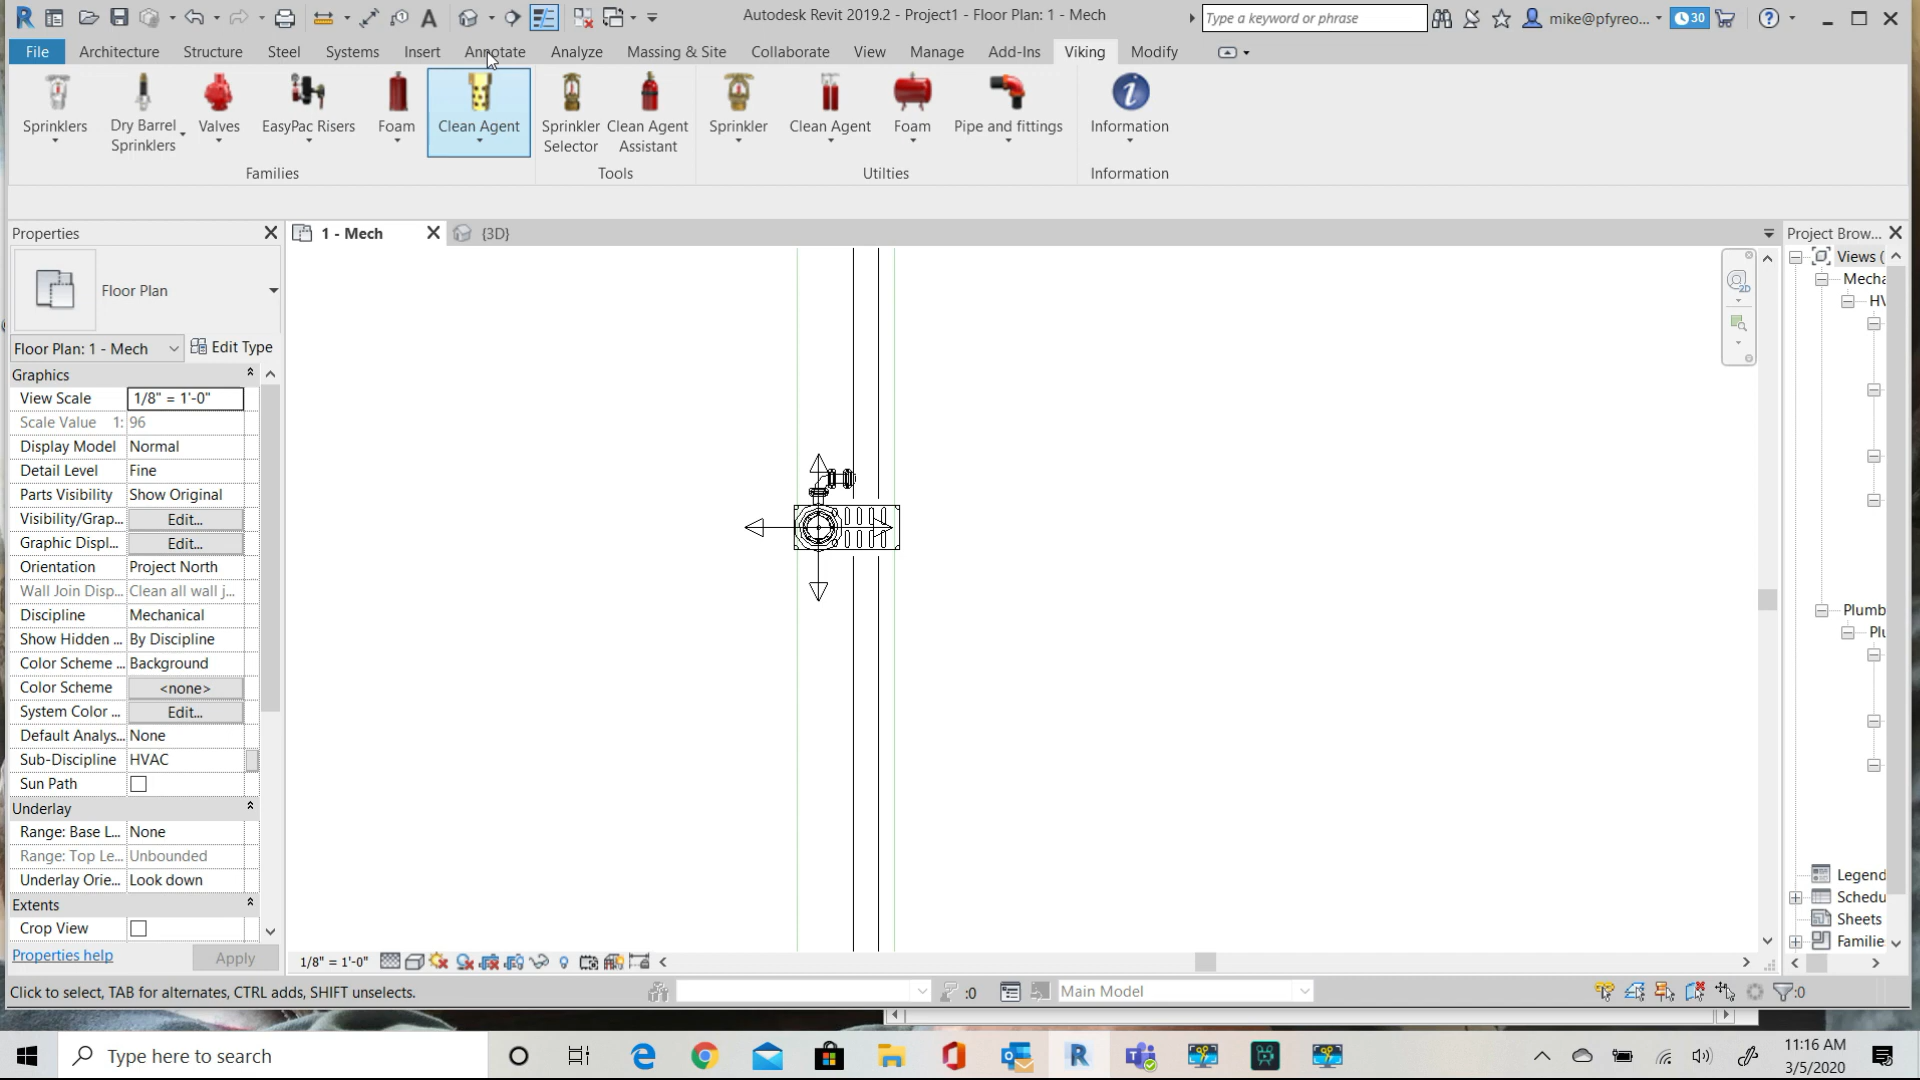 Autodesk Revit 2019.2 - Project1 - Floor Plan: 1 - Mech
Type a keyword or phrase
mike@pfyreo...
30
File Architecture Structure Steel Systems Insert Annotate Analyze Massing & Site Collaborate View Manage Add-Ins Viking Modify
Sprinklers
Dry Barrel
Sprinklers
Valves
EasyPac Risers
Foam
Clean Agent
Sprinkler
Selector
Clean Agent
Assistant
Sprinkler
Clean Agent
Foam
Pipe and fittings
Information
Families
Tools
Utilties
Information
Properties
1 - Mech
{3D}
Project Brow...
Floor Plan
Floor Plan: 1 - Mech
Edit Type
Graphics
View Scale 1/8" = 1'-0"
Scale Value 1: 96
Display Model Normal
Detail Level Fine
Parts Visibility Show Original
Visibility/Grap... Edit...
Graphic Displ... Edit...
Orientation Project North
Wall Join Disp... Clean all wall j...
Discipline Mechanical
Show Hidden ... By Discipline
Color Scheme ... Background
Color Scheme <none>
System Color ... Edit...
Default Analys... None
Sub-Discipline HVAC
Sun Path
Underlay
Range: Base L... None
Range: Top Le... Unbounded
Underlay Orie... Look down
Extents
Crop View
Properties help
Apply
2D
Views (
Mecha
HV
Plumb
Plu
Legend
Schedu
Sheets
Familie
1/8" = 1'-0"
Click to select, TAB for alternates, CTRL adds, SHIFT unselects.
:0
Main Model
:0
Type here to search
11:16 AM
3/5/2020